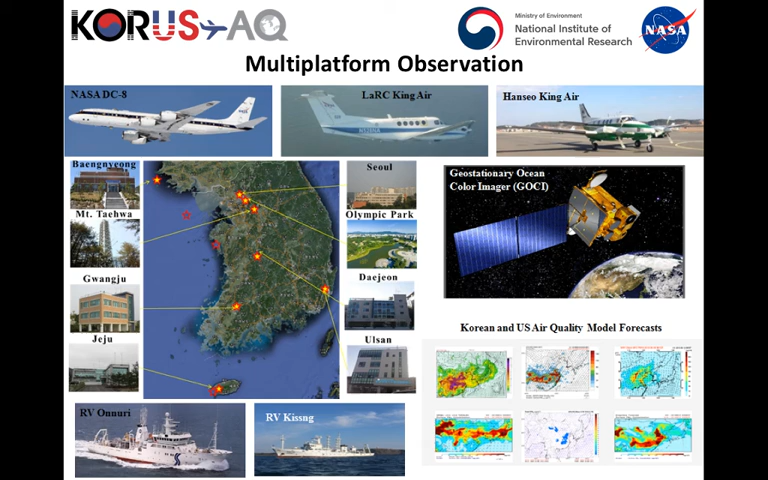 KORUS AQ
Ministry of Environment
National Institute of
Environmental Research
NASA
Multiplatform Observation
NASA DC-8
LaRC King Air
Hanseo King Air
Baengnyeong
Seoul
Mt. Taehwa
Olympic Park
Gwangju
Daejeon
Jeju
Ulsan
Geostationary Ocean
Color Imager (GOCI)
Korean and US Air Quality Model Forecasts
RV Onnuri
RV Kissng